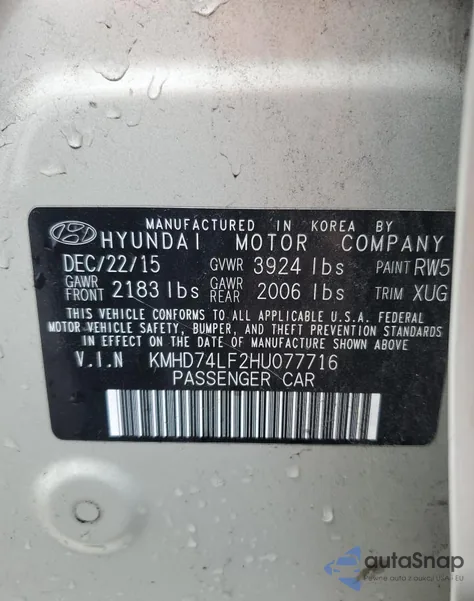 MANUFACTURED IN KOREA BY
HYUNDAI MOTOR COMPANY
DEC/22/15 GVWR 3924 lbs PAINT RW5
GAWR FRONT 2183 lbs GAWR REAR 2006 lbs TRIM XUG
THIS VEHICLE CONFORMS TO ALL APPLICABLE U.S.A. FEDERAL
MOTOR VEHICLE SAFETY, BUMPER, AND THEFT PREVENTION
STANDARDS IN EFFECT ON THE DATE OF MANUFACTURE
SHOWN ABOVE.
V.I.N KMHD74LF2HU077716
PASSENGER CAR
autoSnap